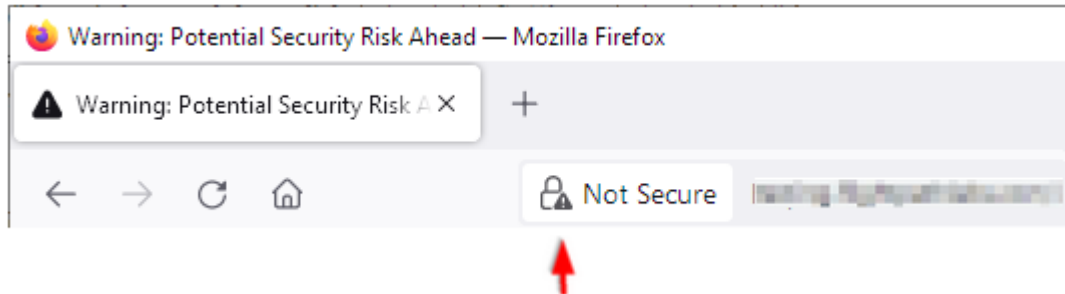 Warning: Potential Security Risk Ahead — Mozilla Firefox
Warning: Potential Security Risk A
Not Secure